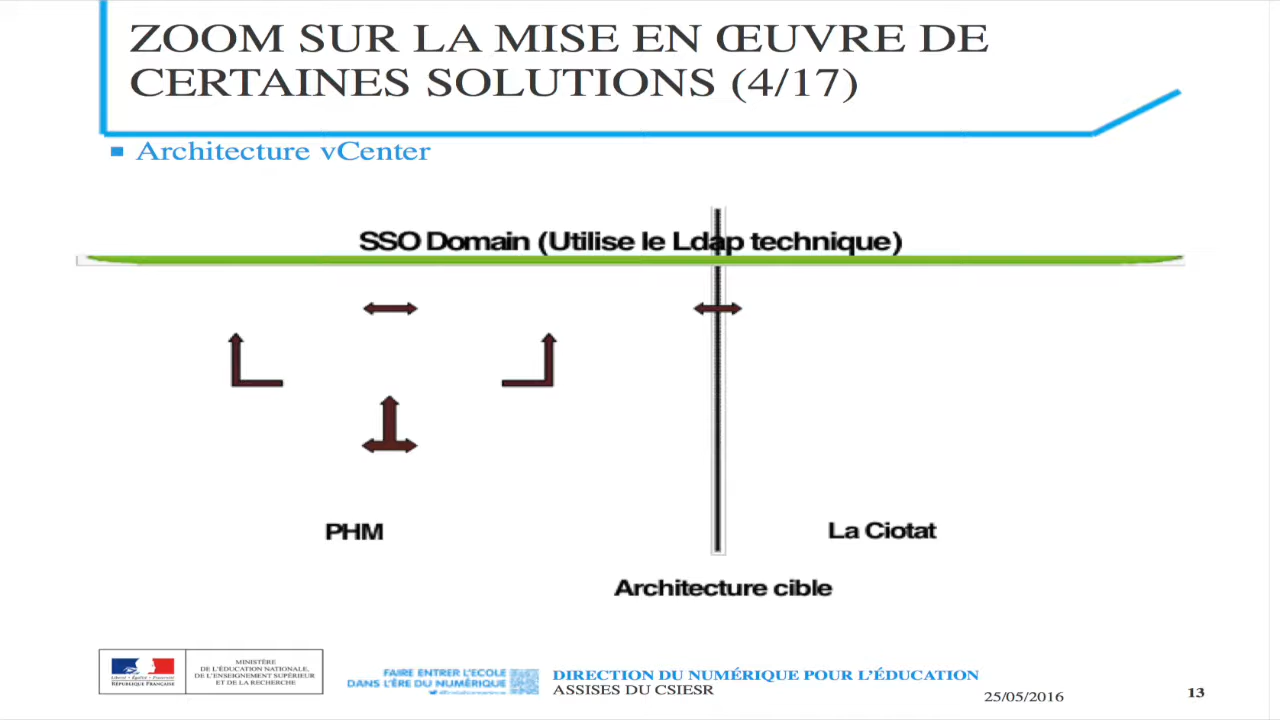 ZOOM SUR LA MISE EN ŒUVRE DE
CERTAINES SOLUTIONS (4/17)
Architecture vCenter
SSO Domain (Utilise le Ldap technique)
PHM
La Ciotat
Architecture cible
Liberté • Égalité • Fraternité
RÉPUBLIQUE FRANÇAISE
MINISTÈRE
DE L'ÉDUCATION NATIONALE,
DE L'ENSEIGNEMENT SUPÉRIEUR
ET DE LA RECHERCHE
FAIRE ENTRER L'ECOLE
DANS L'ÈRE DU NUMÉRIQUE
DIRECTION DU NUMÉRIQUE POUR L'ÉDUCATION
ASSISES DU CSIESR
25/05/2016
13